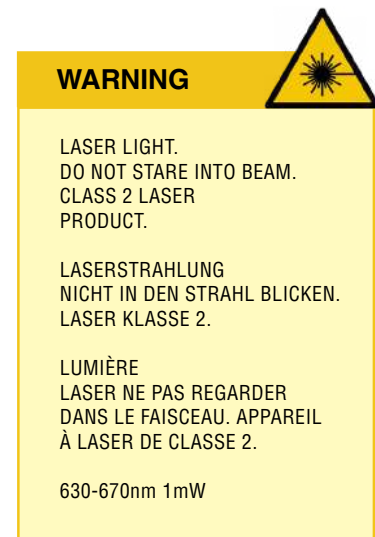 WARNING
LASER LIGHT.
DO NOT STARE INTO BEAM.
CLASS 2 LASER
PRODUCT.
LASERSTRAHLUNG
NICHT IN DEN STRAHL BLICKEN.
LASER KLASSE 2.
LUMIÈRE
LASER NE PAS REGARDER
DANS LE FAISCEAU. APPAREIL
À LASER DE CLASSE 2.
630-670nm 1mW